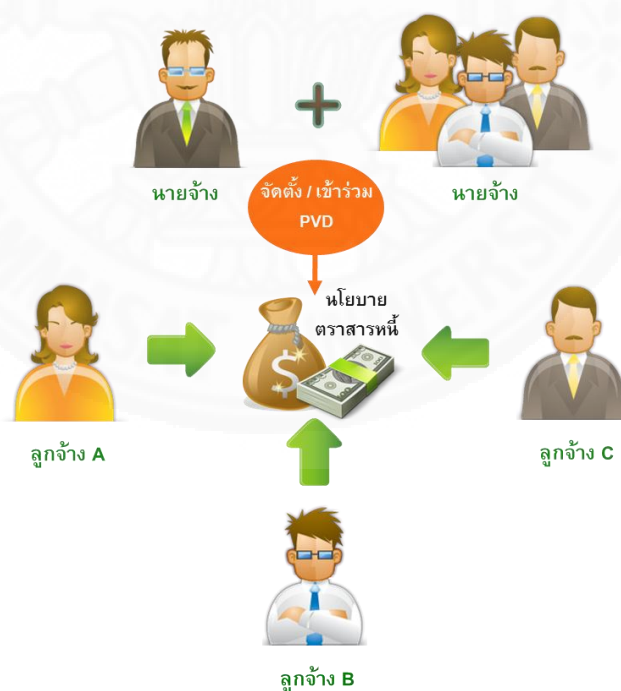 นายจ้าง
นายจ้าง
จัดตั้ง / เข้าร่วม
PVD
นโยบาย
ตราสารหนี้
ลูกจ้าง A
ลูกจ้าง C
ลูกจ้าง B